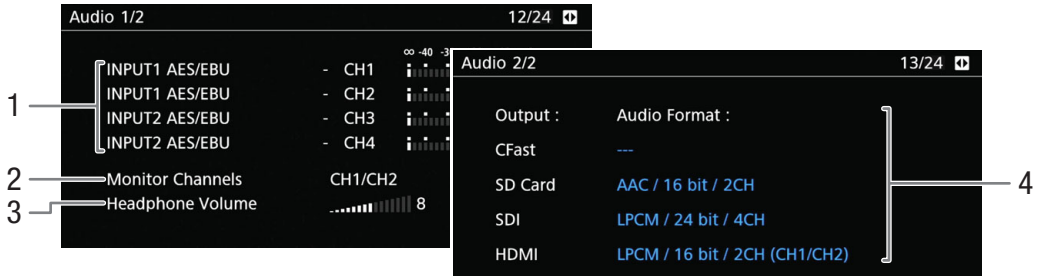 Audio 1/2 12/24
∞ -40 -3
INPUT1 AES/EBU - CH1
INPUT1 AES/EBU - CH2
INPUT2 AES/EBU - CH3
INPUT2 AES/EBU - CH4
1
Monitor Channels CH1/CH2
2
Headphone Volume 8
3
Audio 2/2 13/24
Output : Audio Format :
CFast ---
SD Card AAC / 16 bit / 2CH
SDI LPCM / 24 bit / 4CH
HDMI LPCM / 16 bit / 2CH (CH1/CH2)
4